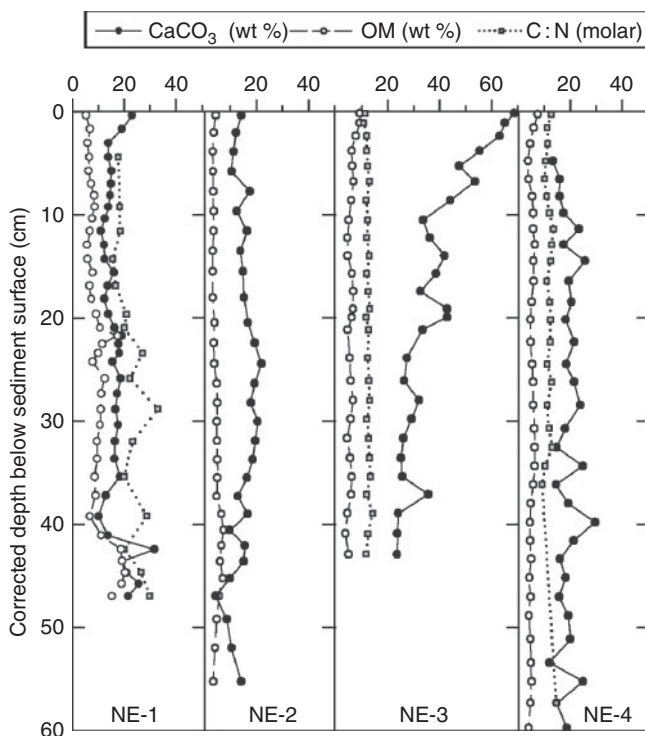 CaCO3 (wt %) OM (wt %) C:N (molar)
0 20 40 20 40 0 20 40 60 20 40
0
10
20
30
40
50
60
Corrected depth below sediment surface (cm)
NE-1 NE-2 NE-3 NE-4